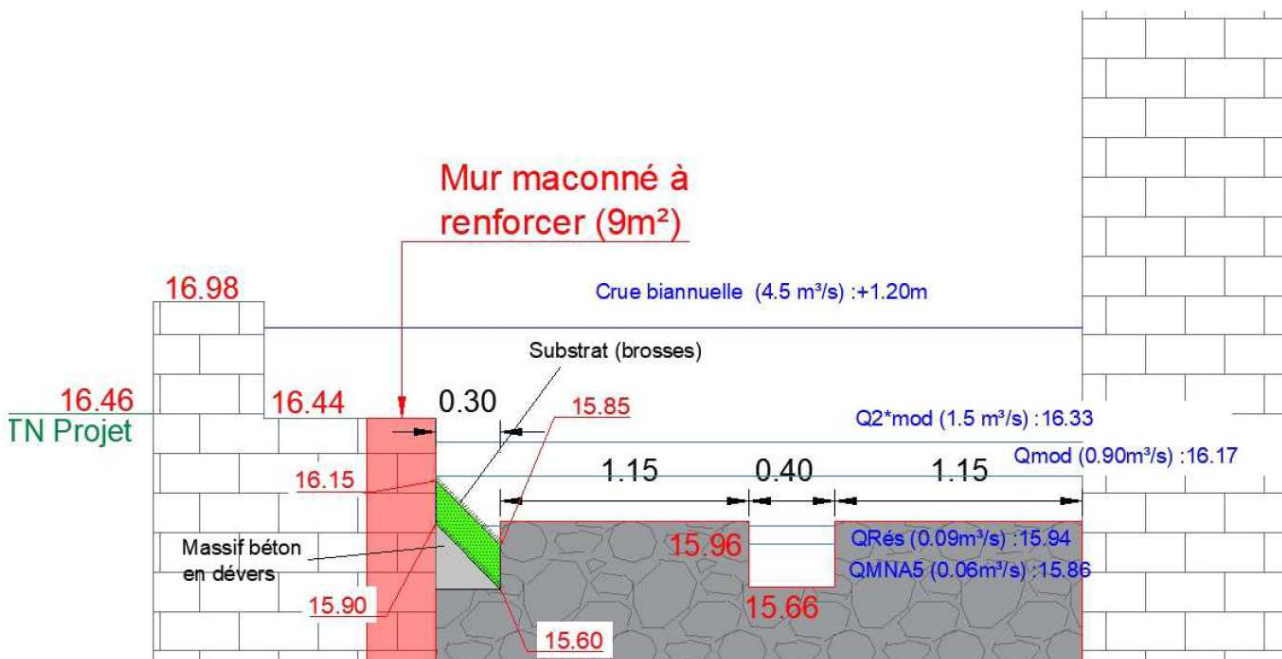 Mur maconné à
renforcer (9m²)
16.98
Crue biannuelle (4.5 m³/s) :+1.20m
Substrat (brosses)
16.46
TN Projet
16.44
0.30
15.85
Q2*mod (1.5 m³/s) :16.33
Qmod (0.90m³/s) :16.17
16.15
1.15
0.40
1.15
Massif béton
en dévers
15.96
QRés (0.09m³/s) :15.94
QMNA5 (0.06m³/s) :15.86
15.90
15.66
15.60